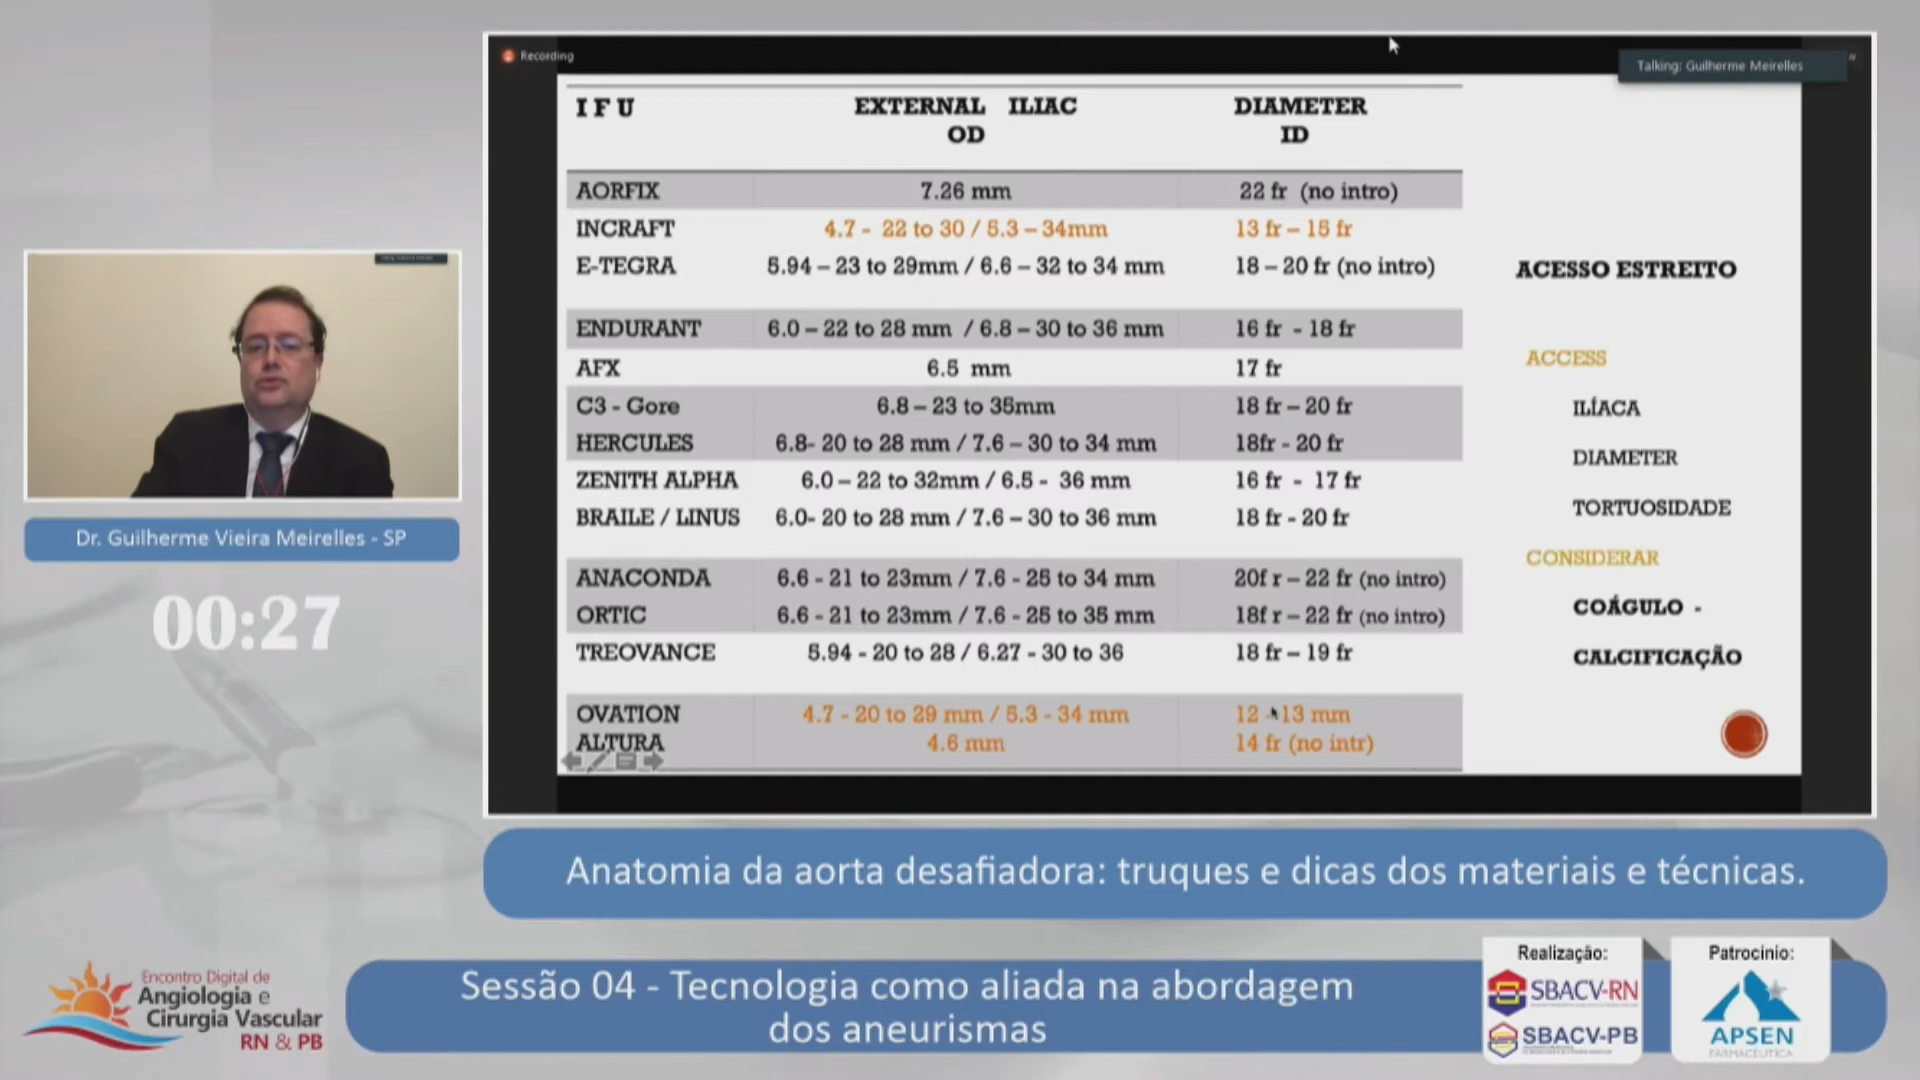 Recording
Talking: Guilherme Meirelles
I F U EXTERNAL ILIAC DIAMETER
OD ID
AORFIX 7.26 mm 22 fr (no intro)
INCRAFT 4.7 - 22 to 30 / 5.3 – 34mm 13 fr – 15 fr
E-TEGRA 5.94 – 23 to 29mm / 6.6 – 32 to 34 mm 18 – 20 fr (no intro)
ENDURANT 6.0 – 22 to 28 mm / 6.8 – 30 to 36 mm 16 fr - 18 fr
AFX 6.5 mm 17 fr
C3 - Gore 6.8 – 23 to 35mm 18 fr – 20 fr
HERCULES 6.8- 20 to 28 mm / 7.6 – 30 to 34 mm 18fr - 20 fr
ZENITH ALPHA 6.0 – 22 to 32mm / 6.5 - 36 mm 16 fr - 17 fr
BRAILE / LINUS 6.0- 20 to 28 mm / 7.6 – 30 to 36 mm 18 fr - 20 fr
ANACONDA 6.6 - 21 to 23mm / 7.6 - 25 to 34 mm 20f r – 22 fr (no intro)
ORTIC 6.6 - 21 to 23mm / 7.6 - 25 to 35 mm 18f r – 22 fr (no intro)
TREOVANCE 5.94 - 20 to 28 / 6.27 - 30 to 36 18 fr – 19 fr
OVATION 4.7 - 20 to 29 mm / 5.3 - 34 mm 12 - 13 mm
ALTURA 4.6 mm 14 fr (no intr)
ACESSO ESTREITO
ACCESS
ILÍACA
DIAMETER
TORTUOSIDADE
CONSIDERAR
COÁGULO -
CALCIFICAÇÃO
Dr. Guilherme Vieira Meirelles - SP
00:27
Anatomia da aorta desafiadora: truques e dicas dos materiais e técnicas.
Sessão 04 - Tecnologia como aliada na abordagem
dos aneurismas
Encontro Digital de
Angiologia e
Cirurgia Vascular
RN & PB
Realização:
SBACV-RN
SBACV-PB
Patrocinio:
APSEN
FARMACEUTICA